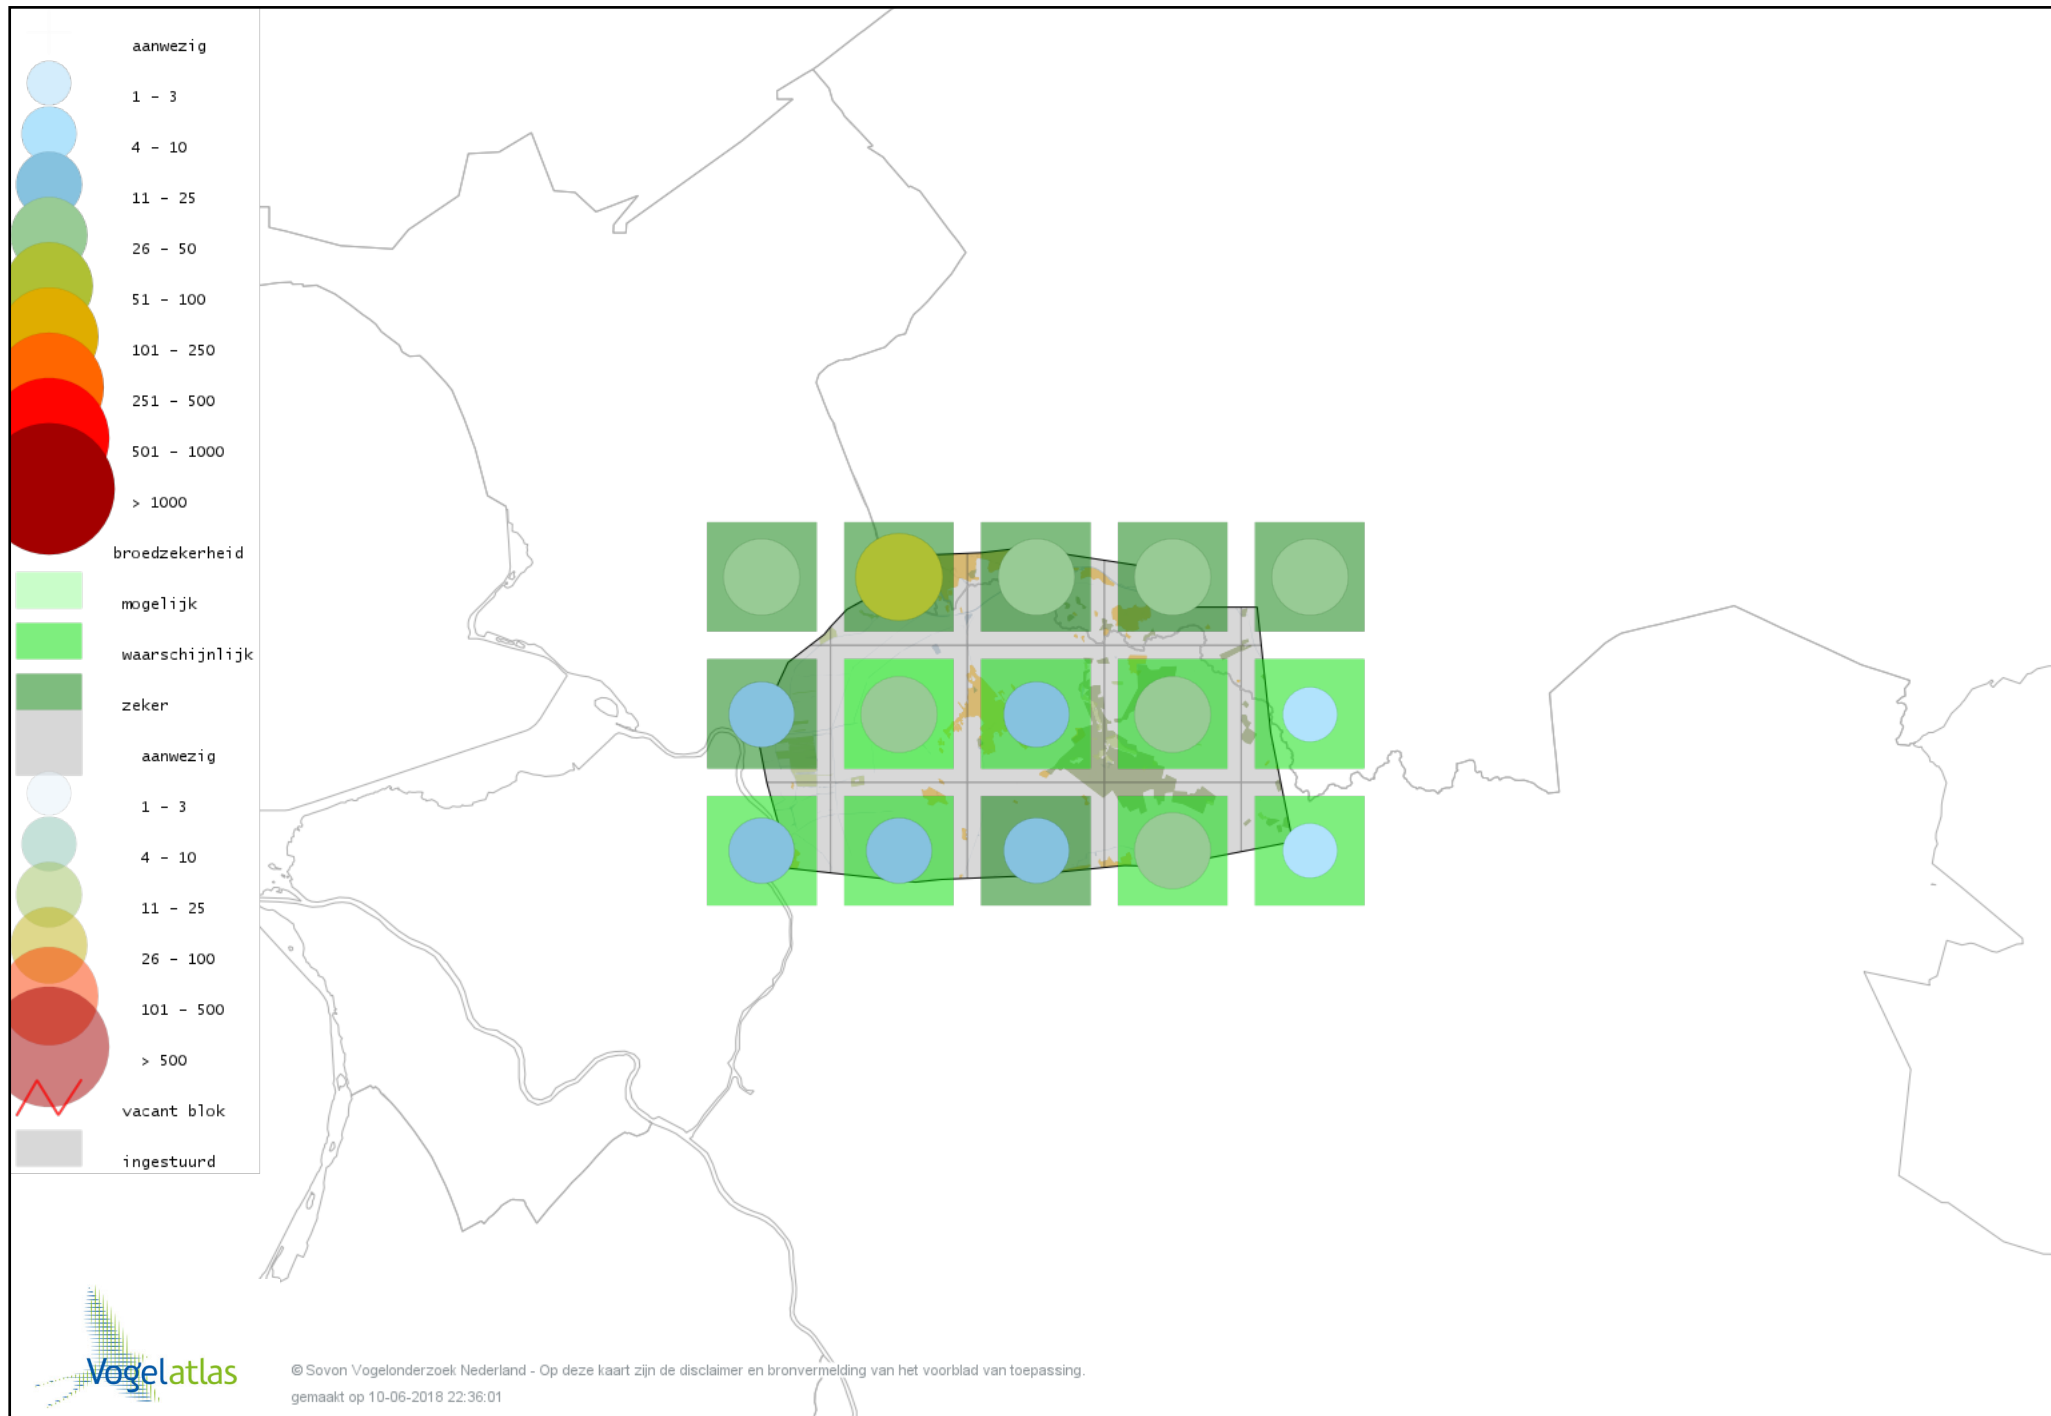 aanwezig
1 - 3
4 - 10
11 - 25
26 - 50
51 - 100
101 - 250
251 - 500
501 - 1000
> 1000
broedzekerheid
mogelijk
waarschijnlijk
zeker
aanwezig
1 - 3
4 - 10
11 - 25
26 - 100
101 - 500
> 500
vacant blok
ingestuurd
Vogelatlas
© Sovon Vogelonderzoek Nederland - Op deze kaart zijn de disclaimer en bronvermelding van het voorblad van toepassing.
gemaakt op 10-06-2018 22:36:01